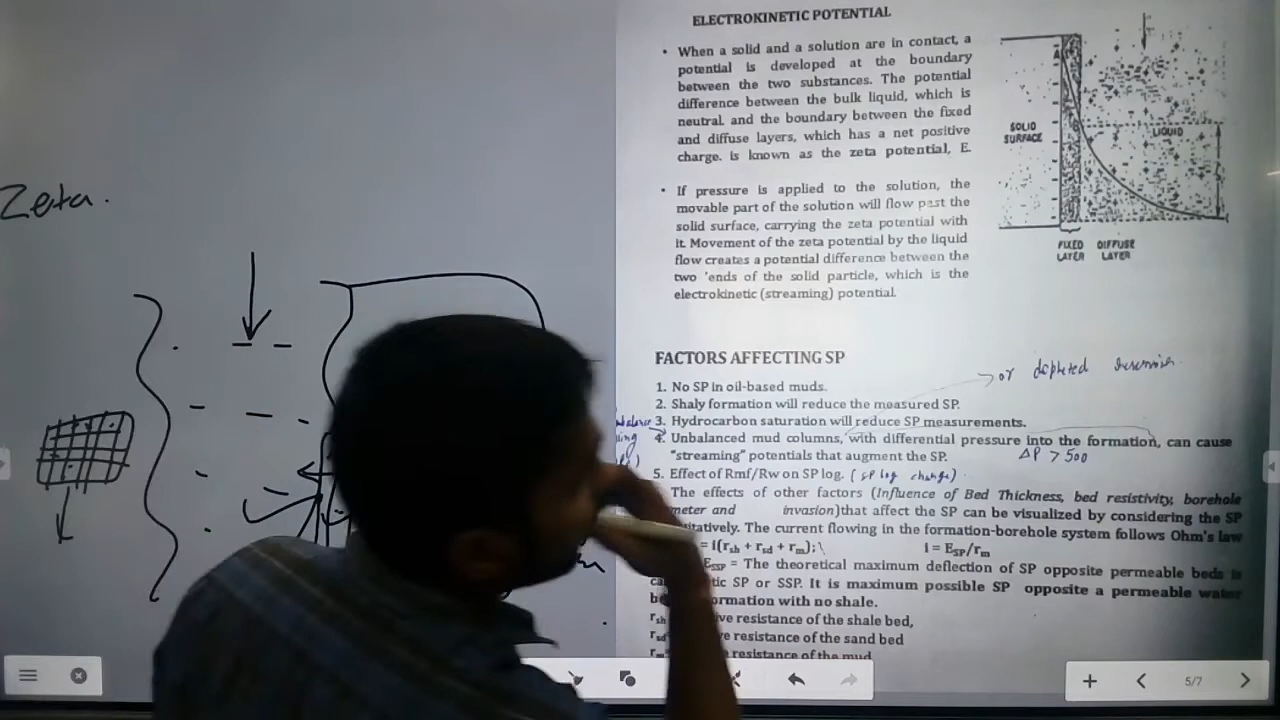 Zeta.
ELECTROKINETIC POTENTIAL
• When a solid and a solution are in contact, a
potential is developed at the boundary
between the two substances. The potential
difference between the bulk liquid, which is
neutral. and the boundary between the fixed
and diffuse layers, which has a net positive
charge. is known as the zeta potential, E.
• If pressure is applied to the solution, the
movable part of the solution will flow past the
solid surface, carrying the zeta potential with
it. Movement of the zeta potential by the liquid
flow creates a potential difference between the
two 'ends of the solid particle, which is the
electrokinetic (streaming) potential.
SOLID
SURFACE
LIQUID
FIXED
LAYER
DIFFUSE
LAYER
FACTORS AFFECTING SP
or depleted
1. No SP in oil-based muds.
2. Shaly formation will reduce the measured SP.
3. Hydrocarbon saturation will reduce SP measurements.
4. Unbalanced mud columns, with differential pressure into the formation, can cause
"streaming" potentials that augment the SP.
ΔP > 500
5. Effect of Rmf/Rw on SP log. (SP log change).
The effects of other factors (Influence of Bed Thickness, bed resistivity, borehole
meter and invasion)that affect the SP can be visualized by considering the SP
itatively. The current flowing in the formation-borehole system follows Ohm's law
= I(rsh + rsd + rm);\ I = ESP/rm
ESSP = The theoretical maximum deflection of SP opposite permeable beds is
tic SP or SSP. It is maximum possible SP opposite a permeable water
ormation with no shale.
rsh ve resistance of the shale bed,
rsd ve resistance of the sand bed
resistance of the mud
5/7